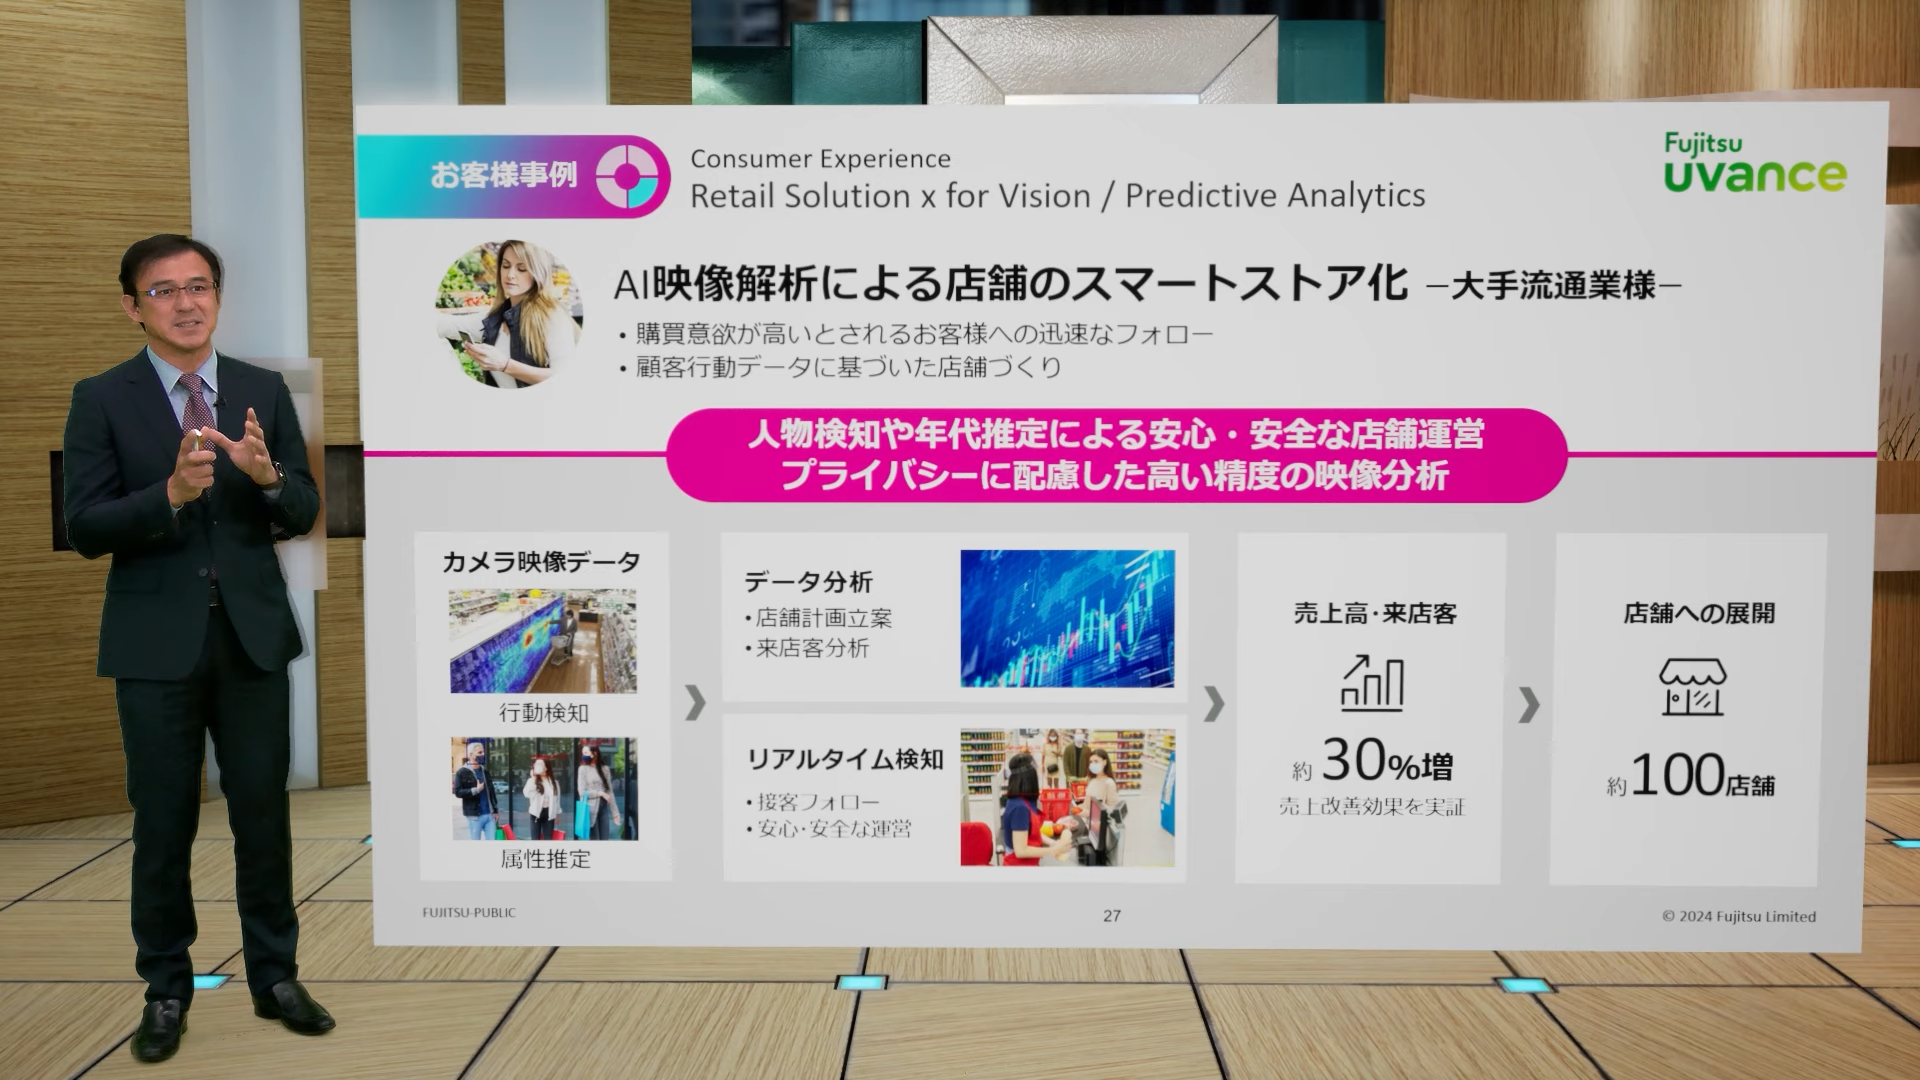 お客様事例
Consumer Experience
Retail Solution x for Vision / Predictive Analytics
Fujitsu
uvance
AI映像解析による店舗のスマートストア化 −大手流通業様−
・購買意欲が高いとされるお客様への迅速なフォロー
・顧客行動データに基づいた店舗づくり
人物検知や年代推定による安心・安全な店舗運営
プライバシーに配慮した高い精度の映像分析
カメラ映像データ
行動検知
属性推定
データ分析
・店舗計画立案
・来店客分析
リアルタイム検知
・接客フォロー
・安心・安全な運営
売上高・来店客
約30%増
売上改善効果を実証
店舗への展開
約100店舗
FUJITSU-PUBLIC
27
© 2024 Fujitsu Limited